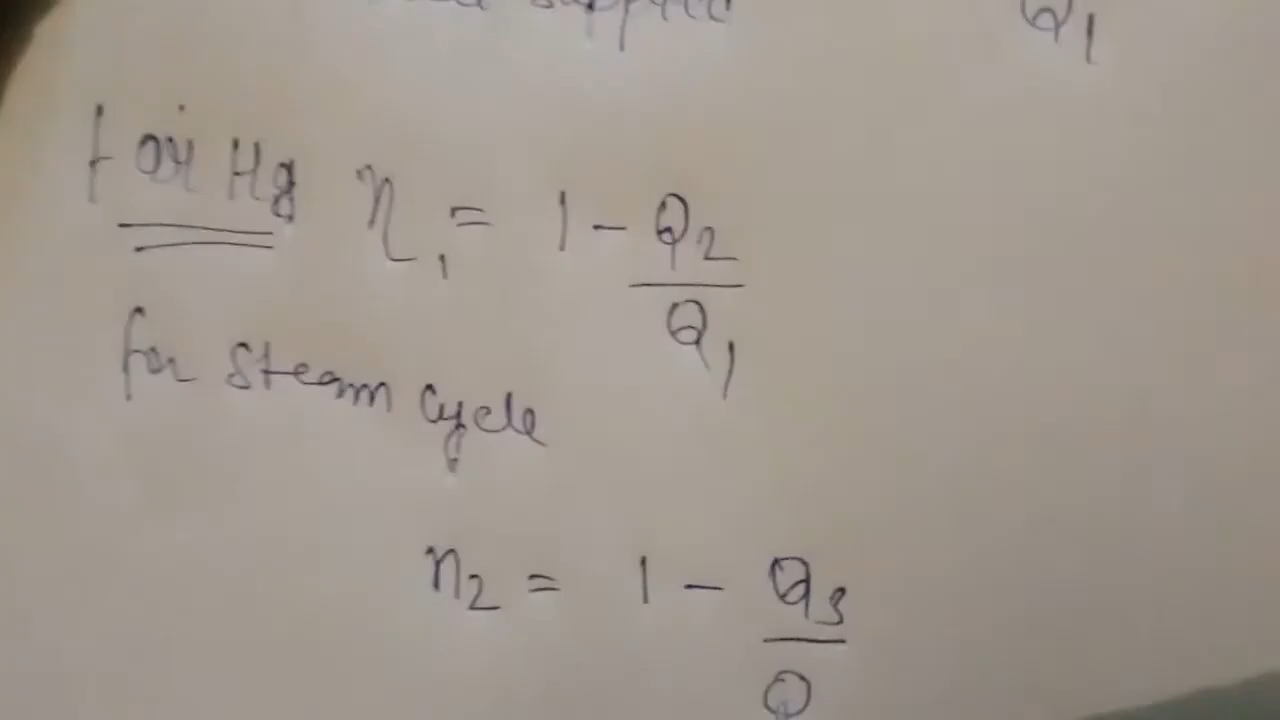 Q₁
for Hg η₁ = 1 - Q₂/Q₁
for Steam Cycle
η₂ = 1 - Q₃/Q